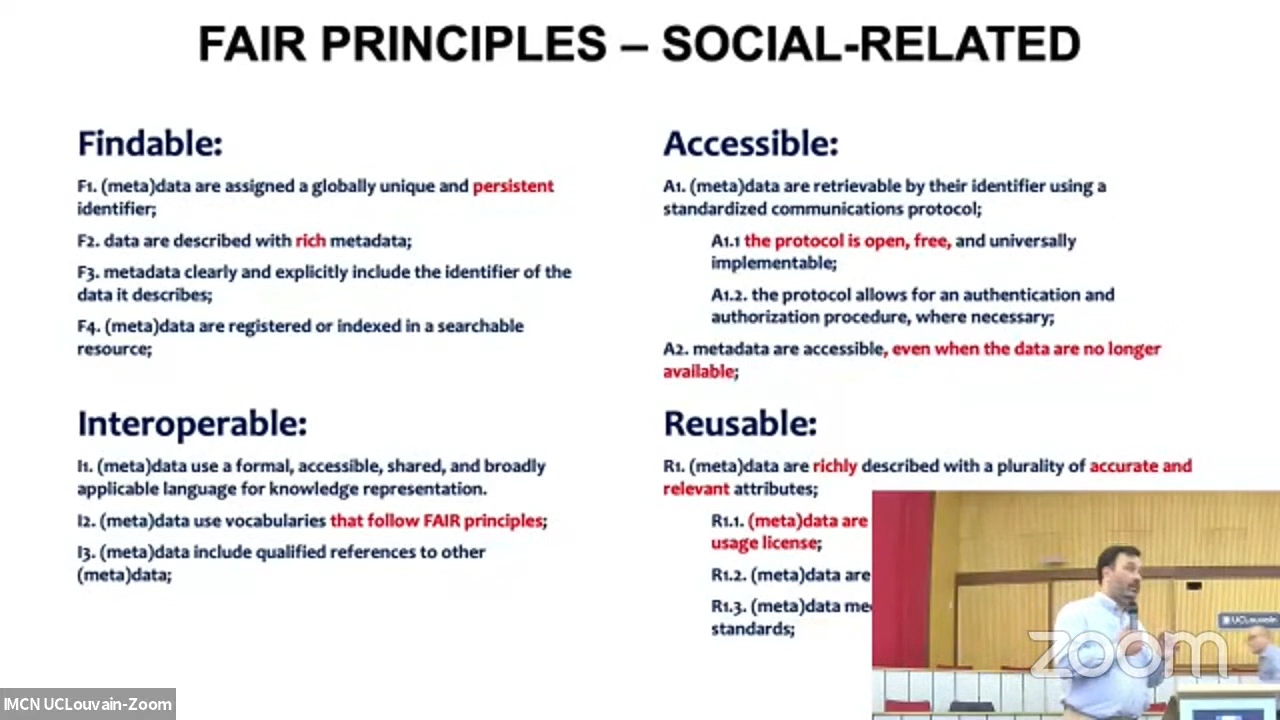 FAIR PRINCIPLES – SOCIAL-RELATED
Findable:
F1. (meta)data are assigned a globally unique and persistent
identifier;
F2. data are described with rich metadata;
F3. metadata clearly and explicitly include the identifier of the
data it describes;
F4. (meta)data are registered or indexed in a searchable
resource;
Accessible:
A1. (meta)data are retrievable by their identifier using a
standardized communications protocol;
A1.1 the protocol is open, free, and universally
implementable;
A1.2. the protocol allows for an authentication and
authorization procedure, where necessary;
A2. metadata are accessible, even when the data are no longer
available;
Interoperable:
I1. (meta)data use a formal, accessible, shared, and broadly
applicable language for knowledge representation.
I2. (meta)data use vocabularies that follow FAIR principles;
I3. (meta)data include qualified references to other
(meta)data;
Reusable:
R1. (meta)data are richly described with a plurality of accurate and
relevant attributes;
R1.1. (meta)data are
usage license;
R1.2. (meta)data are
R1.3. (meta)data
standards;
UCLouvain
zoom
IMCN UCLouvain-Zoom